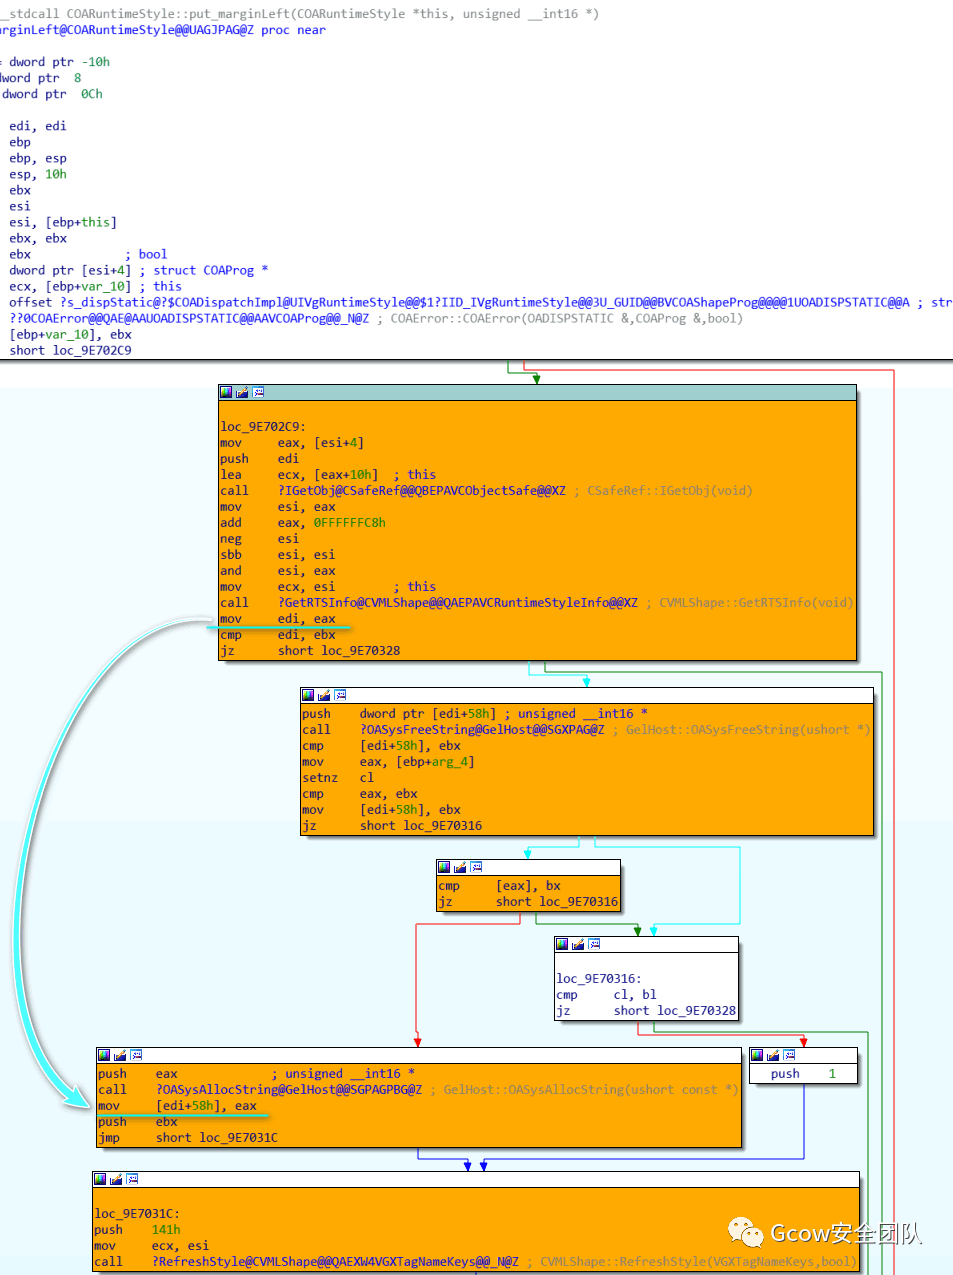 __stdcall COARuntimeStyle::put_marginLeft(COARuntimeStyle *this, unsigned __int16 *)
arginLeft@COARuntimeStyle@@UAGJPAG@Z proc near
= dword ptr -10h
dword ptr  8
dword ptr  0Ch
edi, edi
ebp
ebp, esp
esp, 10h
ebx
esi
esi, [ebp+this]
ebx, ebx
ebx ; bool
dword ptr [esi+4] ; struct COAProg *
ecx, [ebp+var_10] ; this
offset ?s_dispStatic@?$COADispatchImpl@UIVgRuntimeStyle@@$1?IID_IVgRuntimeStyle@@3U_GUID@@BVCOAShapeProg@@@@1UOADISPSTATIC@@A ; str
??0COAError@@QAE@AAUOADISPSTATIC@@AAVCOAProg@@_N@Z ; COAError::COAError(OADISPSTATIC &,COAProg &,bool)
[ebp+var_10], ebx
short loc_9E702C9
loc_9E702C9:
mov eax, [esi+4]
push edi
lea ecx, [eax+10h] ; this
call ?IGetObj@CSafeRef@@QBEPAVCObjectSafe@@XZ ; CSafeRef::IGetObj(void)
mov esi, eax
add eax, 0FFFFFFC8h
neg esi
sbb esi, esi
and esi, eax
mov ecx, esi ; this
call ?GetRTSInfo@CVMLShape@@QAEPAVCRuntimeStyleInfo@@XZ ; CVMLShape::GetRTSInfo(void)
mov edi, eax
cmp edi, ebx
jz short loc_9E70328
push dword ptr [edi+58h] ; unsigned __int16 *
call ?OASysFreeString@GelHost@@SGXPAG@Z ; GelHost::OASysFreeString(ushort *)
cmp [edi+58h], ebx
mov eax, [ebp+arg_4]
setnz cl
cmp eax, ebx
mov [edi+58h], ebx
jz short loc_9E70316
cmp [eax], bx
jz short loc_9E70316
loc_9E70316:
cmp cl, bl
jz short loc_9E70328
push eax ; unsigned __int16 *
call ?OASysAllocString@GelHost@@SGPAGPBG@Z ; GelHost::OASysAllocString(ushort const *)
mov [edi+58h], eax
push ebx
jmp short loc_9E7031C
push 1
loc_9E7031C:
push 141h
mov ecx, esi
call ?RefreshStyle@CVMLShape@@QAEXW4VGXTagNameKeys@@_N@Z ; CVMLShape::RefreshStyle(VGXTagNameKeys,bool)
Gcow安全团队